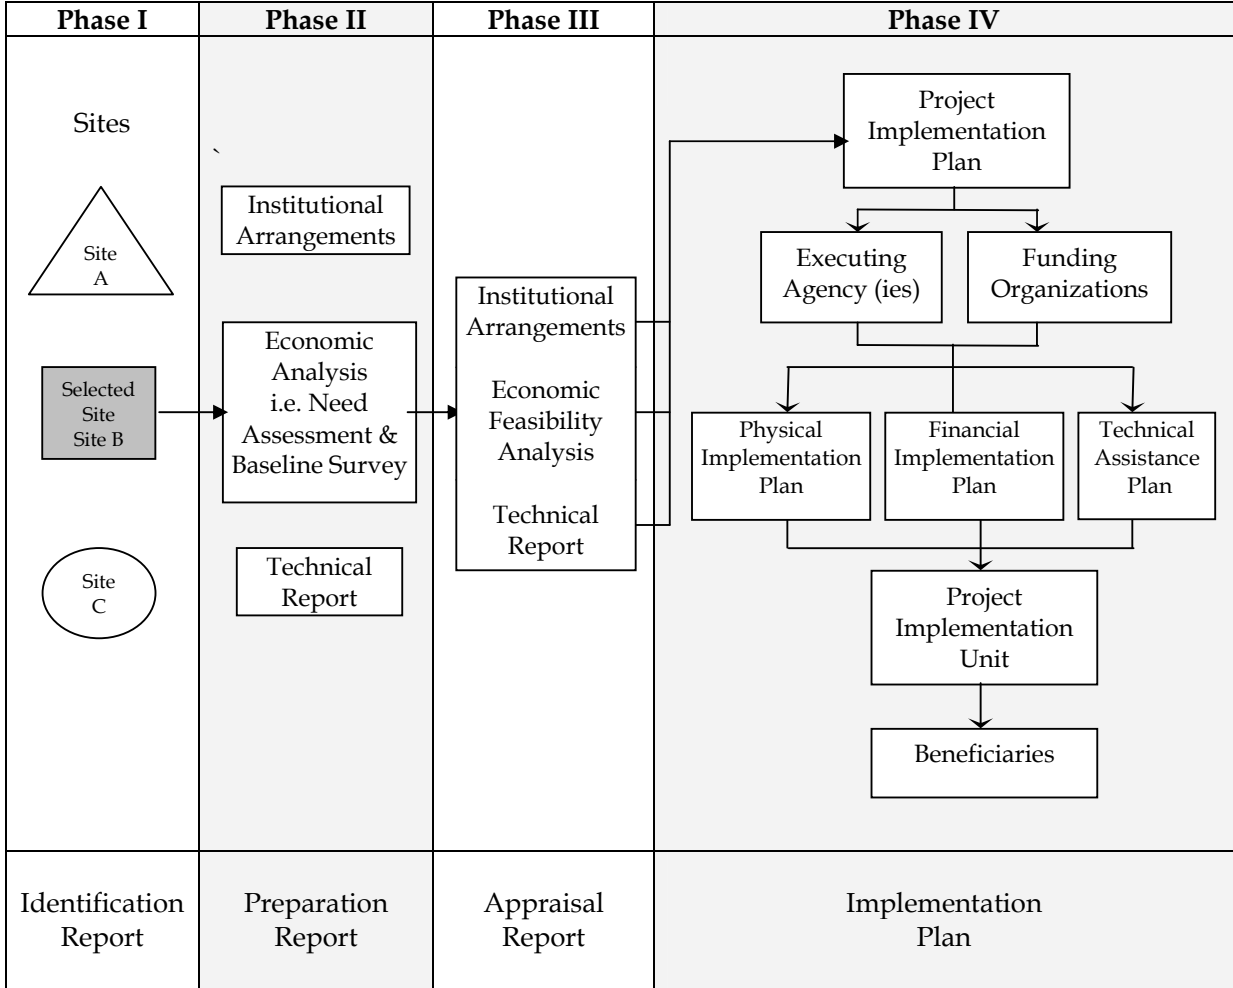 Phase I
Phase II
Phase III
Phase IV
Sites
Site
A
Selected
Site
Site B
Site
C
`
Institutional
Arrangements
Economic
Analysis
i.e. Need
Assessment &
Baseline Survey
Technical
Report
Institutional
Arrangements
Economic
Feasibility
Analysis
Technical
Report
Project
Implementation
Plan
Executing
Agency (ies)
Funding
Organizations
Physical
Implementation
Plan
Financial
Implementation
Plan
Technical
Assistance
Plan
Project
Implementation
Unit
Beneficiaries
Identification
Report
Preparation
Report
Appraisal
Report
Implementation
Plan